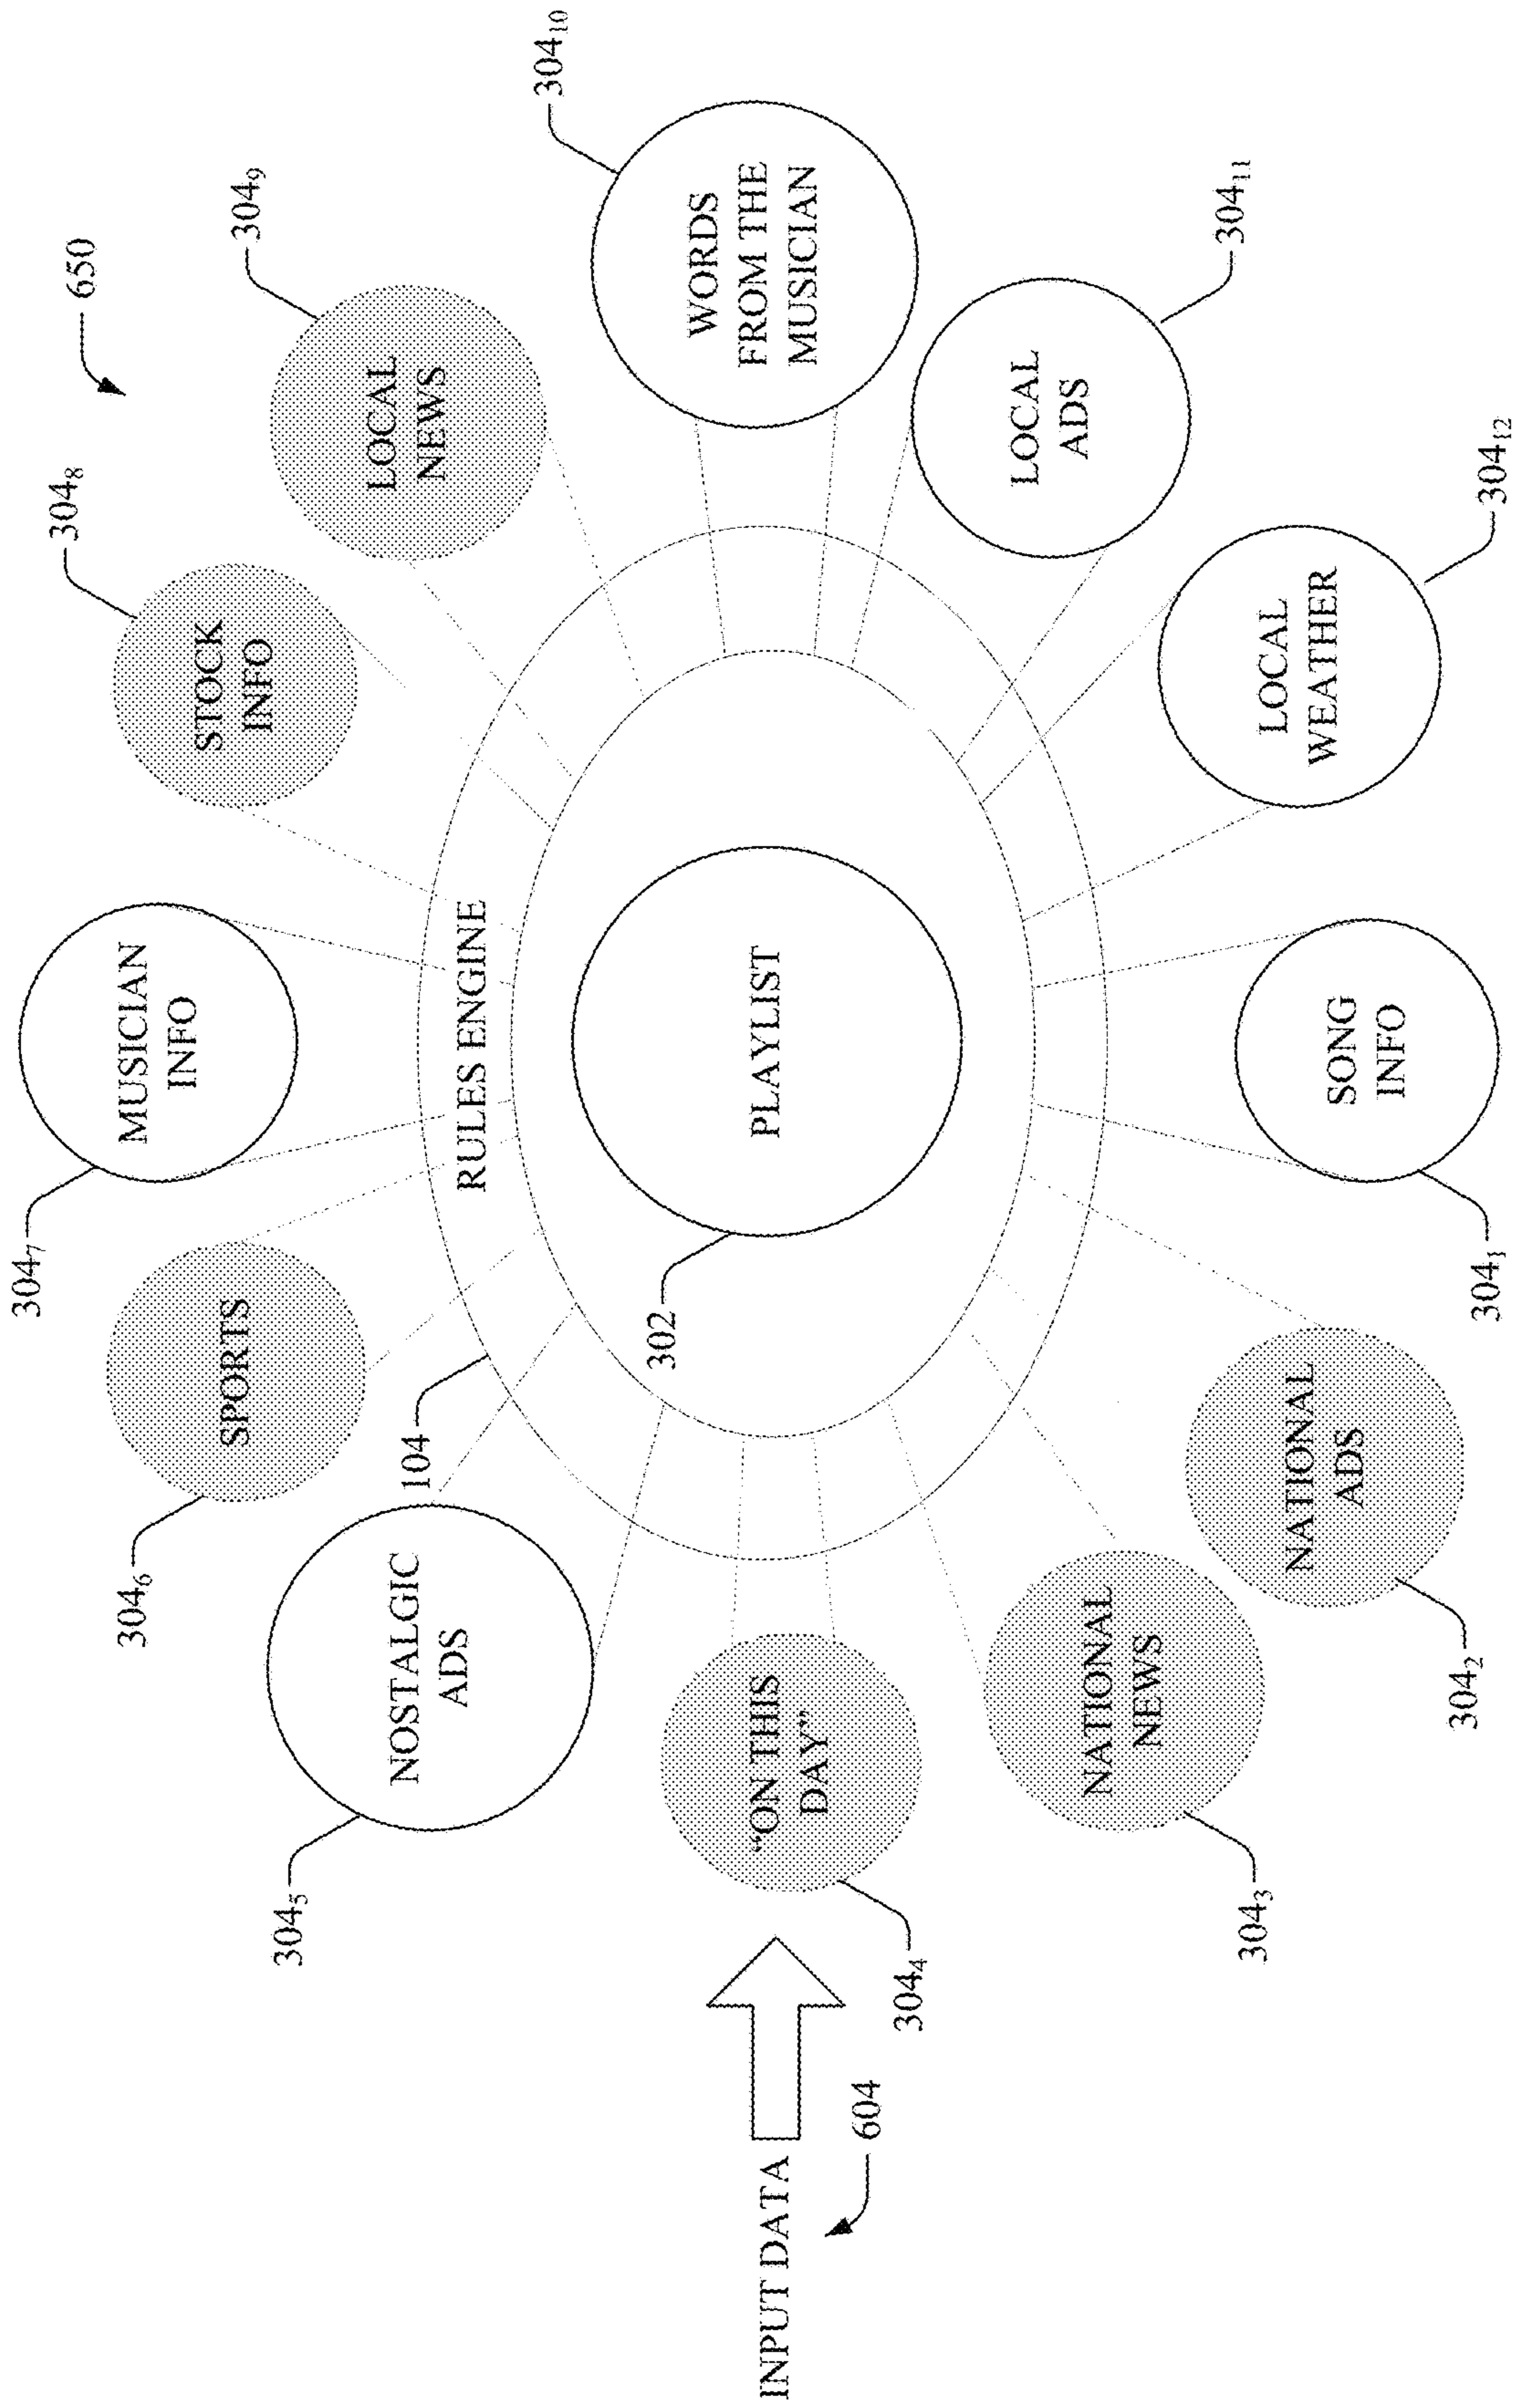 650
304₇
MUSICIAN
INFO
304₈
STOCK
INFO
304₆
SPORTS
304₉
LOCAL
NEWS
304₅
NOSTALGIC
ADS
104
RULES ENGINE
302
PLAYLIST
304₁₀
WORDS
FROM THE
MUSICIAN
INPUT DATA
604
304₄
“ON THIS
DAY”
304₁₁
LOCAL
ADS
304₃
NATIONAL
NEWS
304₁₂
LOCAL
WEATHER
304₂
NATIONAL
ADS
304₁
SONG
INFO